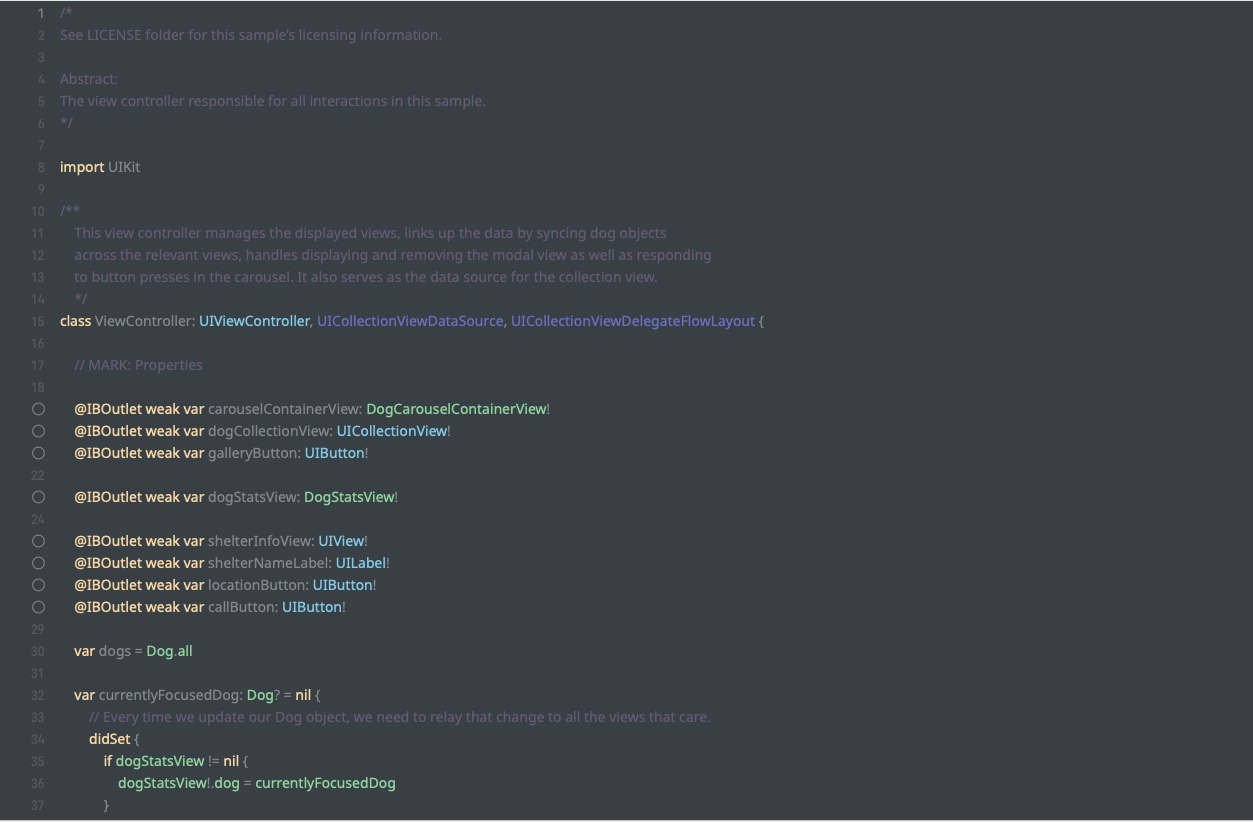 1 /*
2 See LICENSE folder for this sample's licensing information.
3
4 Abstract:
5 The view controller responsible for all interactions in this sample.
6 */
7
8 import UIKit
9
10 /**
11 This view controller manages the displayed views, links up the data by syncing dog objects
12 across the relevant views, handles displaying and removing the modal view as well as responding
13 to button presses in the carousel. It also serves as the data source for the collection view.
14 */
15 class ViewController: UIViewController, UICollectionViewDataSource, UICollectionViewDelegateFlowLayout {
16
17 // MARK: Properties
18
@IBOutlet weak var carouselContainerView: DogCarouselContainerView!
@IBOutlet weak var dogCollectionView: UICollectionView!
@IBOutlet weak var galleryButton: UIButton!
22
@IBOutlet weak var dogStatsView: DogStatsView!
24
@IBOutlet weak var shelterInfoView: UIView!
@IBOutlet weak var shelterNameLabel: UILabel!
@IBOutlet weak var locationButton: UIButton!
@IBOutlet weak var callButton: UIButton!
29
30 var dogs = Dog.all
31
32 var currentlyFocusedDog: Dog? = nil {
33 // Every time we update our Dog object, we need to relay that change to all the views that care.
34 didSet {
35 if dogStatsView != nil {
36 dogStatsView!.dog = currentlyFocusedDog
37 }